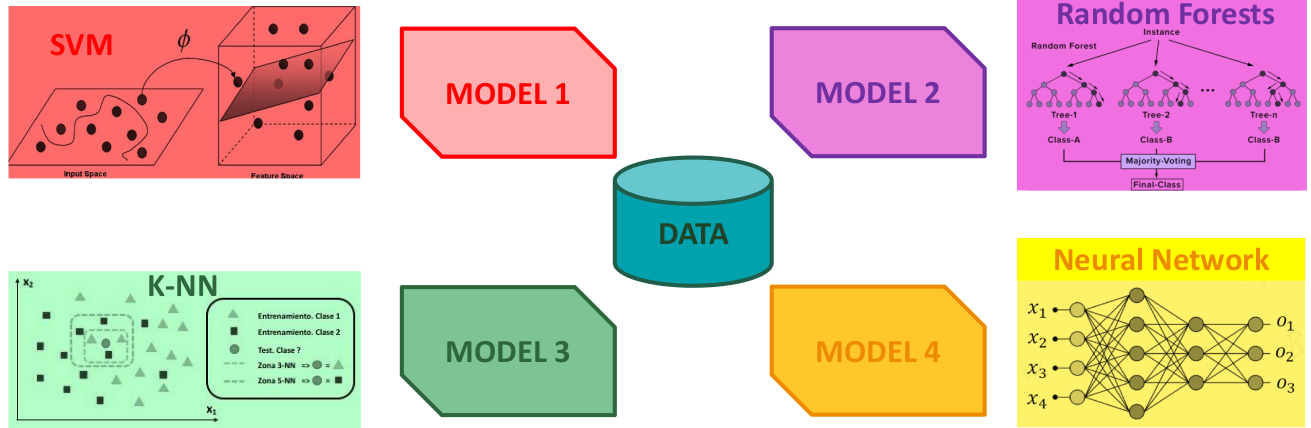 SVM
ϕ
Input Space
Feature Space
MODEL 1
MODEL 2
Random Forests
Instance
Random Forest
...
Tree-1 Tree-2 Tree-n
Class-A Class-B Class-B
Majority-Voting
Final-Class
DATA
K-NN
x₂
Entrenamiento. Clase 1
Entrenamiento. Clase 2
Test. Clase ?
Zona 3-NN => =
Zona 5-NN => =
x₁
MODEL 3
MODEL 4
Neural Network
x₁
x₂
x₃
x₄
o₁
o₂
o₃